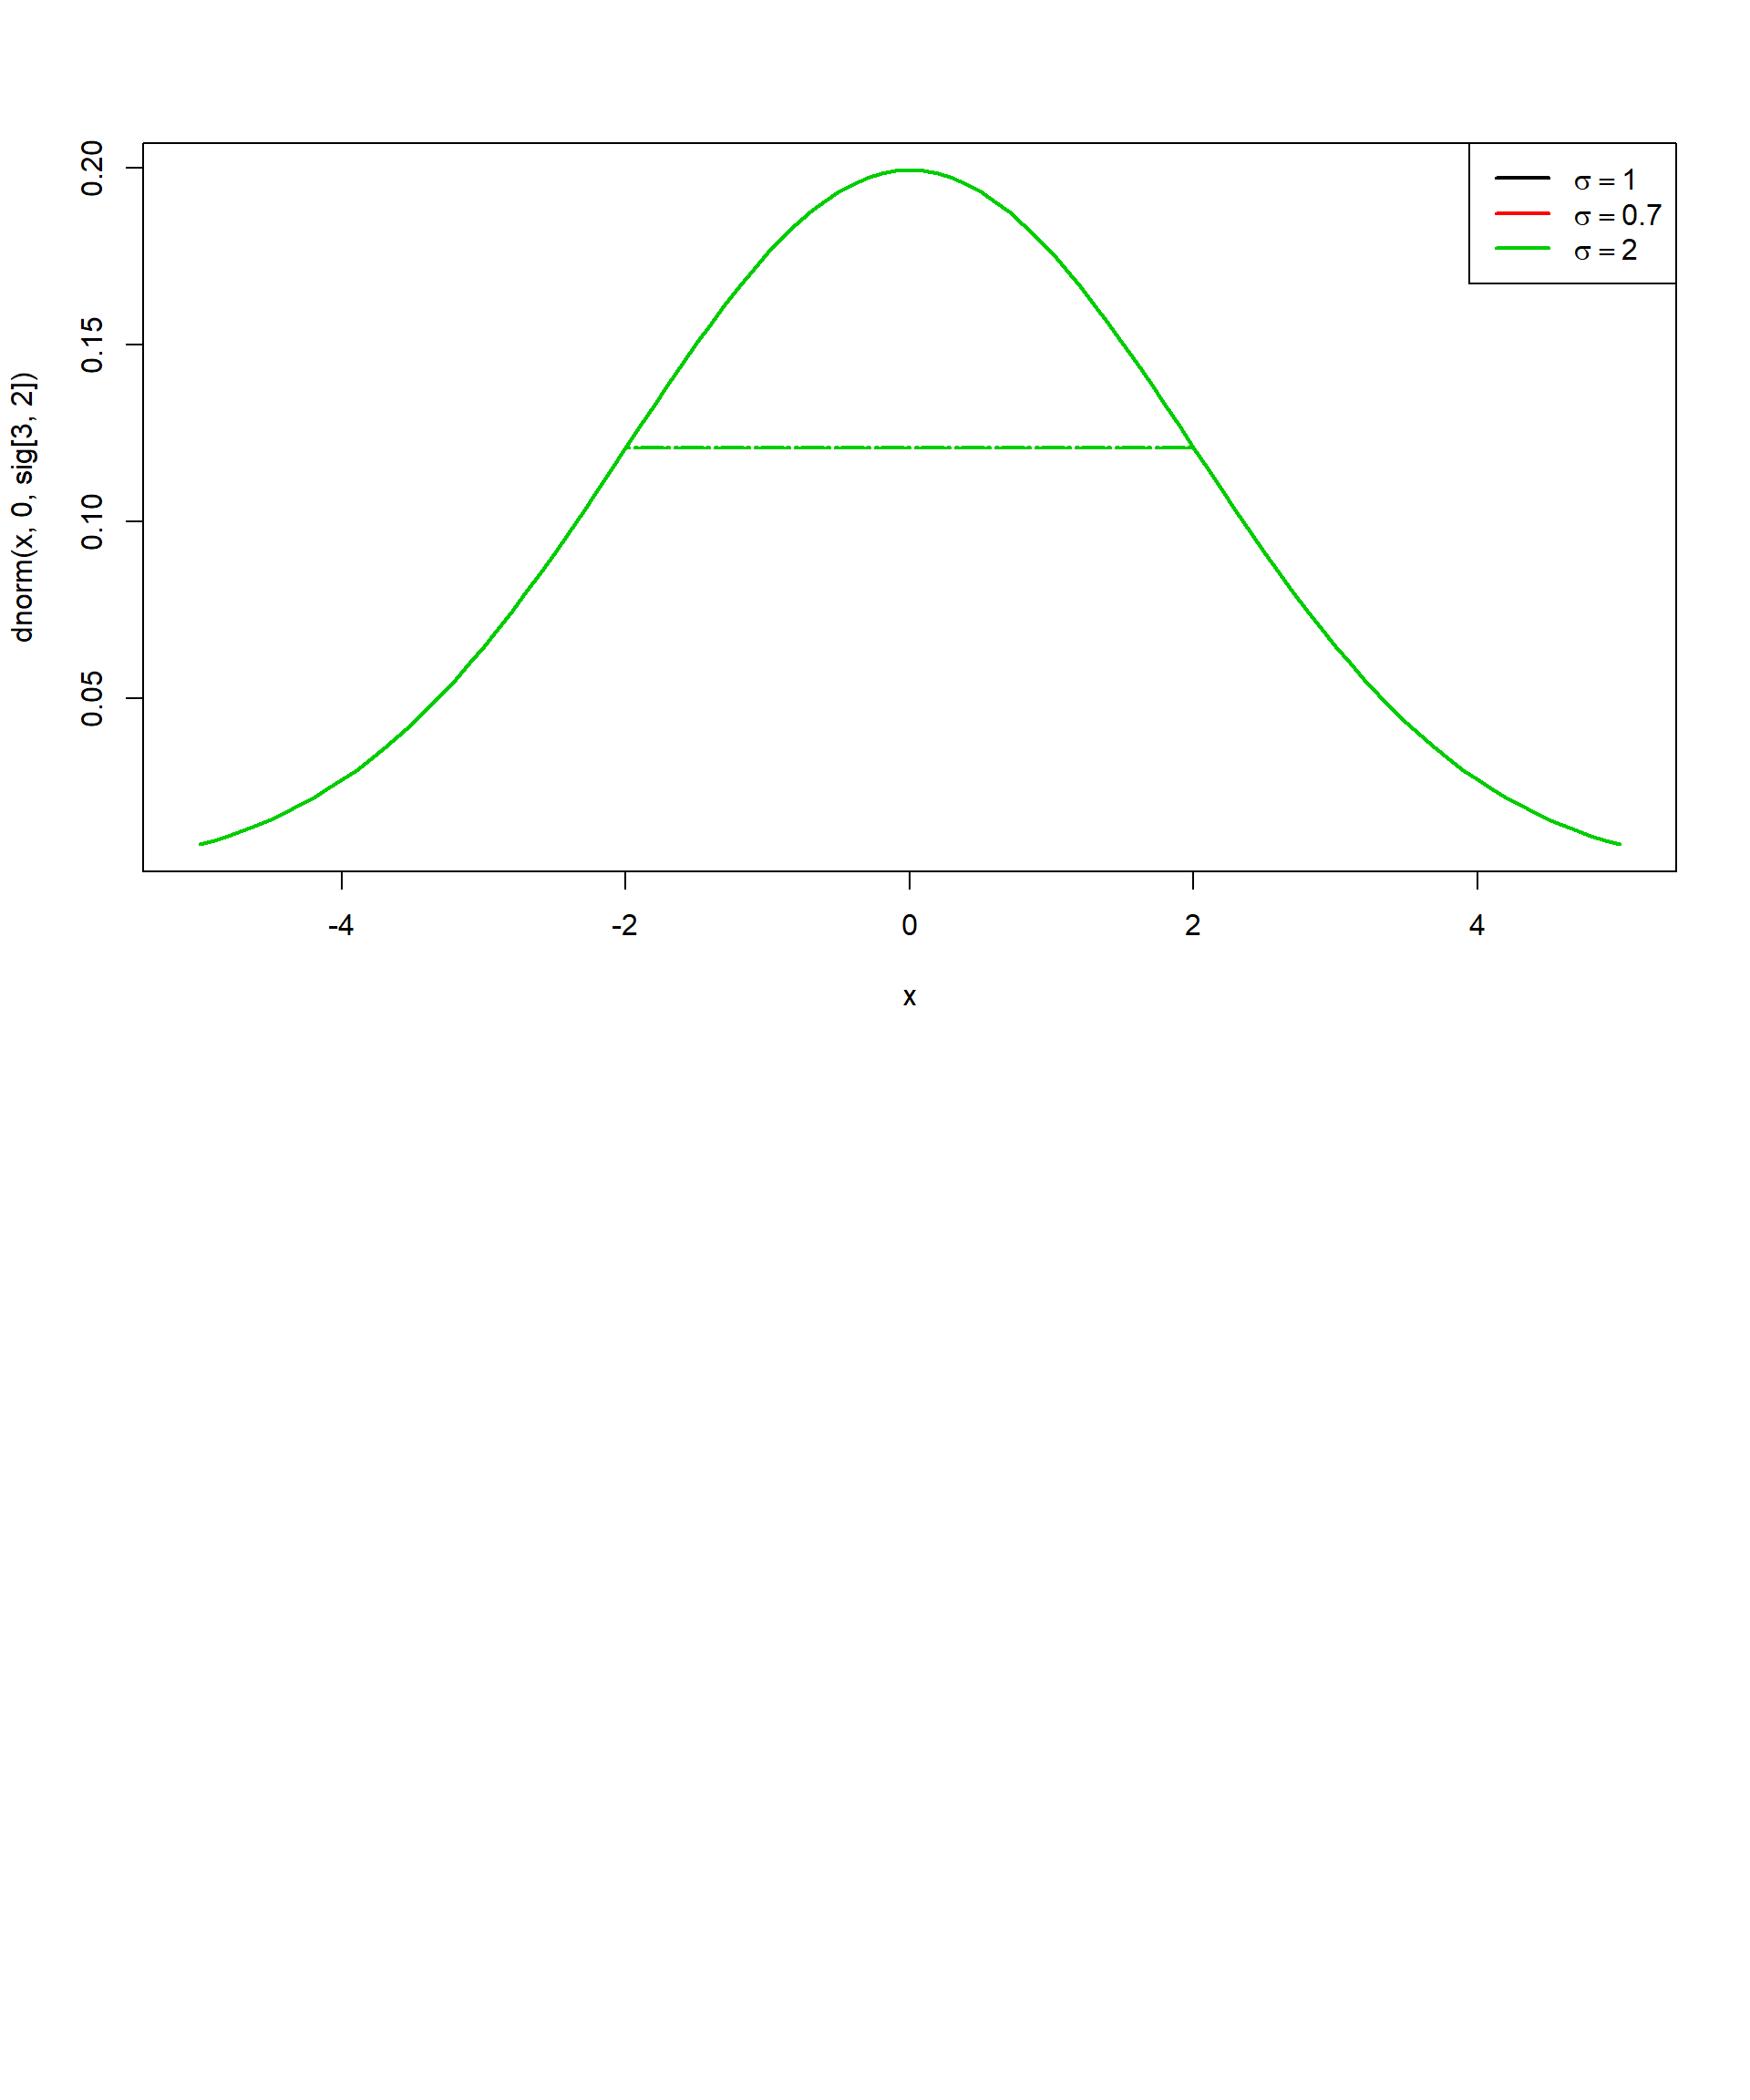 σ = 1
σ = 0.7
σ = 2
0.20
0.15
0.10
0.05
dnorm(x, 0, sig[3, 2])
-4 -2 0 2 4
x